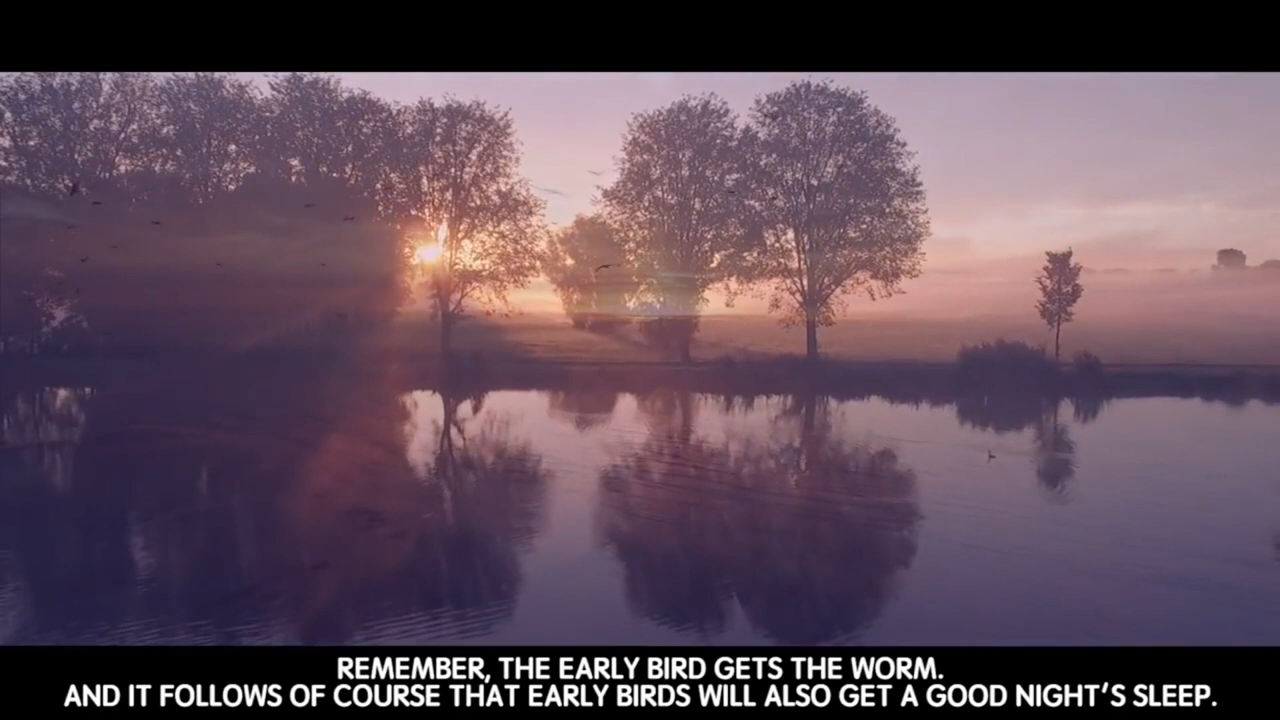 REMEMBER, THE EARLY BIRD GETS THE WORM.
AND IT FOLLOWS OF COURSE THAT EARLY BIRDS WILL ALSO GET A GOOD NIGHT'S SLEEP.